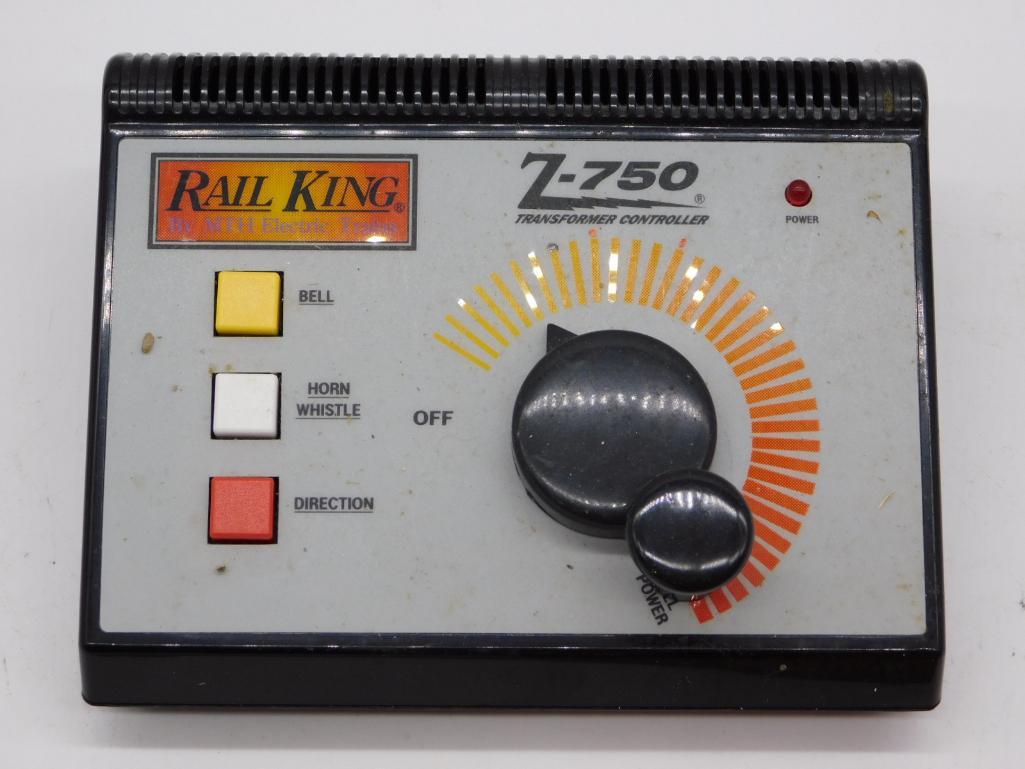 RAIL KING®
By MTH Electric Trains
Z-750®
TRANSFORMER CONTROLLER
POWER
BELL
HORN
WHISTLE
OFF
DIRECTION
POWER